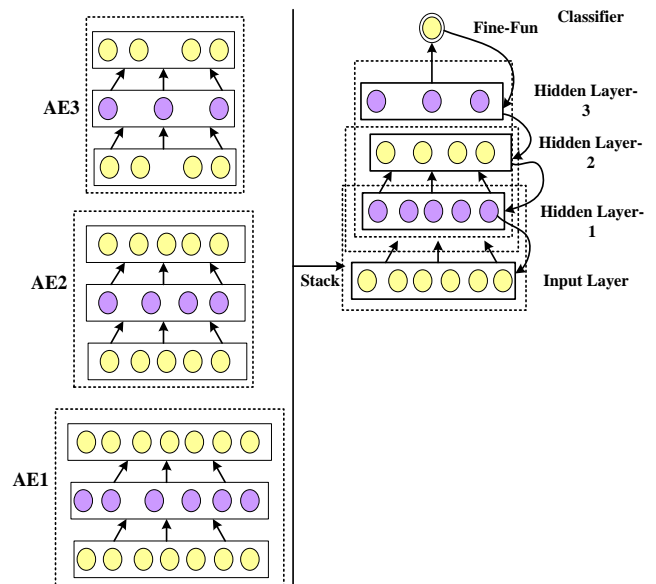 AE3
AE2
AE1
Stack
Fine-Fun
Classifier
Hidden Layer-
3
Hidden Layer-
2
Hidden Layer-
1
Input Layer